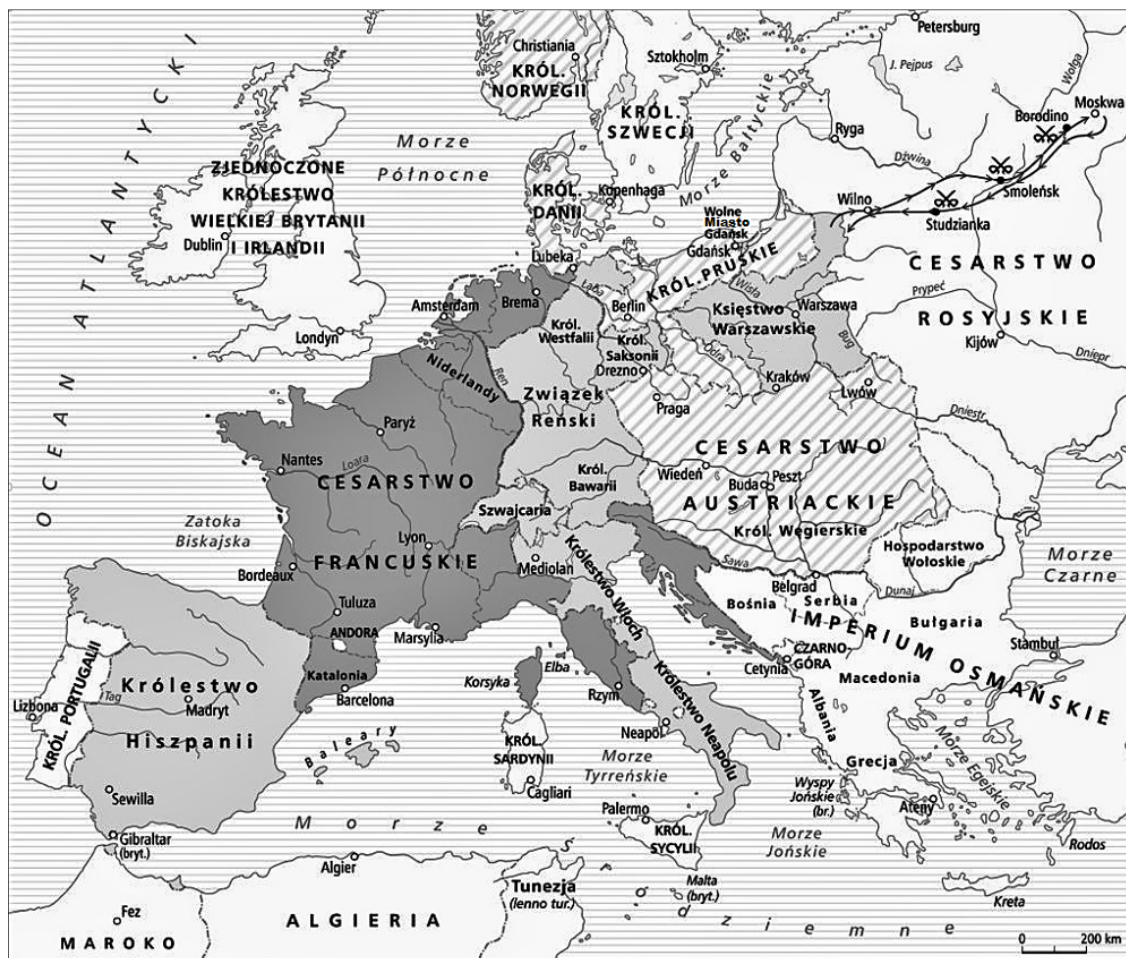 OCEAN ATLANTYCKI
Christiania
KRÓL.
NORWEGII
Sztokholm
KRÓL.
SZWECJI
Petersburg
J. Pejpus
Wołga
Moskwa
Borodino
Ryga
Dźwina
Smoleńsk
Wilno
Studzianka
Morze Bałtyckie
Morze
Północne
ZJEDNOCZONE
KRÓLESTWO
WIELKIEJ BRYTANII
I IRLANDII
Dublin
Londyn
KRÓL.
DANII
Kopenhaga
Lubeka
Wolne
Miasto
Gdańsk
Gdańsk
KRÓL. PRUSKIE
CESARSTWO
ROSYJSKIE
Prypeć
Kijów
Dniepr
Amsterdam
Brema
Łaba
Berlin
Wisła
Warszawa
Księstwo
Warszawskie
Bug
Król.
Westfalii
Król.
Saksonii
Drezno
Odra
Niderlandy
Ren
Związek
Reński
Praga
Kraków
Lwów
Dniestr
Paryż
Nantes
Loara
CESARSTWO
FRANCUSKIE
CESARSTWO
AUSTRIACKIE
Wiedeń
Buda
Peszt
Król.
Bawarii
Szwajcaria
Król. Węgierskie
Zatoka
Biskajska
Lyon
Bordeaux
Mediolan
Królestwo Włoch
Sawa
Hospodarstwo
Wołoskie
Morze
Czarne
Belgrad
Dunaj
Bośnia
Serbia
Bułgaria
IMPERIUM OSMAŃSKIE
Stambuł
Tuluza
ANDORA
Marsylia
CZARNO-
GÓRA
Cetynia
Macedonia
Katalonia
Barcelona
Korsyka
Elba
Rzym
Królestwo Neapolu
Neapol
Albania
KRÓL. PORTUGALII
Lizbona
Tag
Królestwo
Hiszpanii
Madryt
Baleary
KRÓL.
SARDYNII
Cagliari
Morze
Tyrreńskie
Grecja
Morze Egejskie
Wyspy
Jońskie
(br.)
Ateny
Sewilla
Gibraltar
(bryt.)
Palermo
KRÓL.
SYCYLII
Morze
Jońskie
Rodos
Morze Śródziemne
Algier
Tunezja
(lenno tur.)
Malta
(bryt.)
Kreta
Fez
MAROKO
ALGIERIA
0 200 km